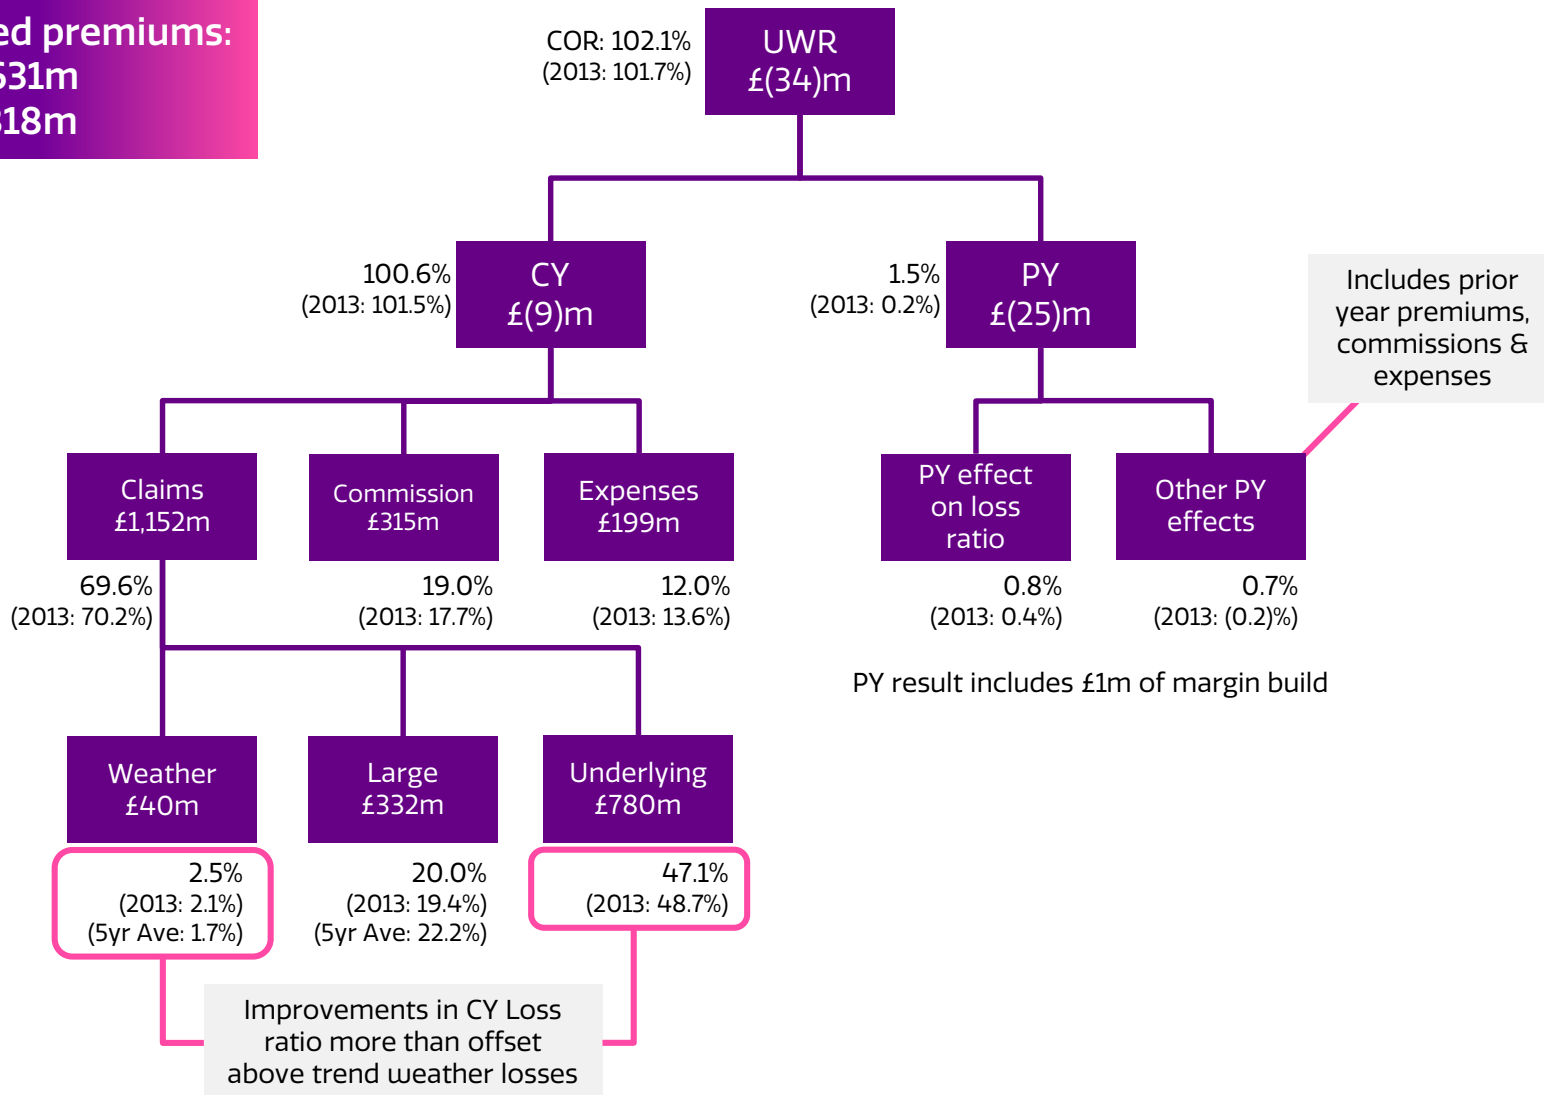 premiums:
COR: 102.1%
(2013: 101.7%)
UWR
£(34)m
100.6%
(2013: 101.5%)
CY
£(9)m
1.5%
(2013: 0.2%)
PY
£(25)m
Includes prior
year premiums,
commissions &
expenses
Claims
£1,152m
Commission
£315m
Expenses
£199m
PY effect
on loss
ratio
Other PY
effects
69.6%
(2013: 70.2%)
19.0%
(2013: 17.7%)
12.0%
(2013: 13.6%)
0.8%
(2013: 0.4%)
0.7%
(2013: (0.2)%)
PY result includes £1m of margin build
Weather
£40m
Large
£332m
Underlying
£780m
2.5%
(2013: 2.1%)
(5yr Ave: 1.7%)
20.0%
(2013: 19.4%)
(5yr Ave: 22.2%)
47.1%
(2013: 48.7%)
Improvements in CY Loss
ratio more than offset
above trend weather losses